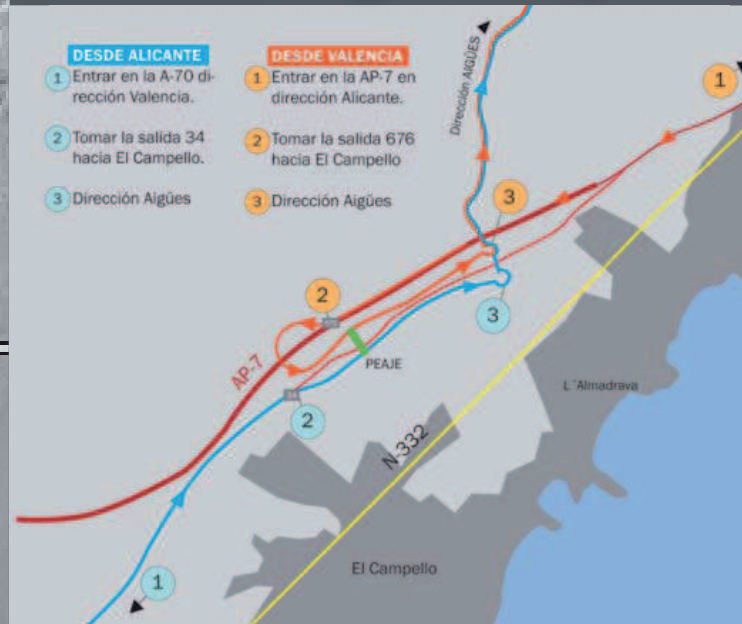 DESDE ALICANTE
1 Entrar en la A-70 di-
rección Valencia.
2 Tomar la salida 34
hacia El Campello.
3 Dirección Aigües
DESDE VALENCIA
1 Entrar en la AP-7 en
dirección Alicante.
2 Tomar la salida 676
hacia El Campello
3 Dirección Aigües
Dirección AIGÜES
1
3
2
3
AP-7
PEAJE
2
L´Almadrava
N-332
El Campello
1